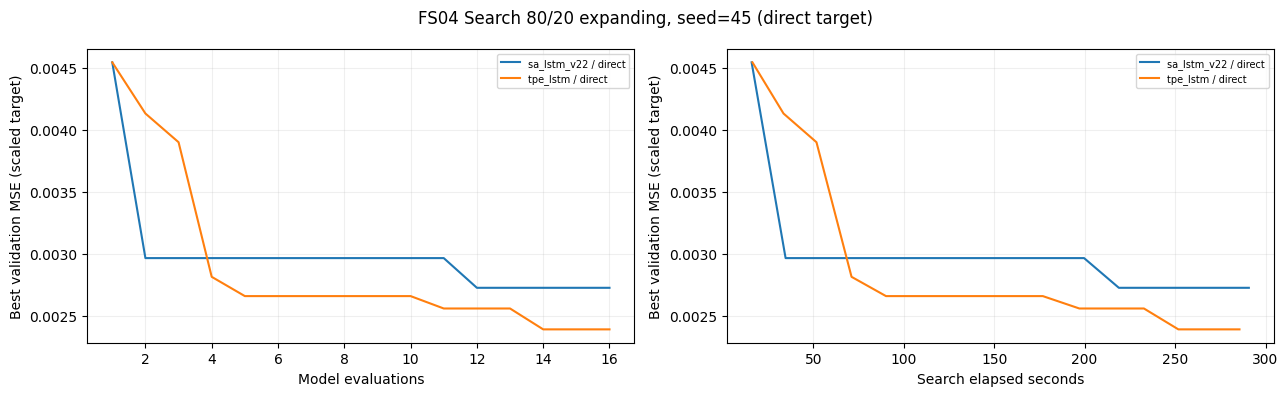 FS04 Search 80/20 expanding, seed=45 (direct target)
Best validation MSE (scaled target)
0.0045
0.0040
0.0035
0.0030
0.0025
sa_lstm_v22 / direct
tpe_lstm / direct
2 4 6 8 10 12 14 16
Model evaluations
Best validation MSE (scaled target)
0.0045
0.0040
0.0035
0.0030
0.0025
sa_lstm_v22 / direct
tpe_lstm / direct
50 100 150 200 250 300
Search elapsed seconds